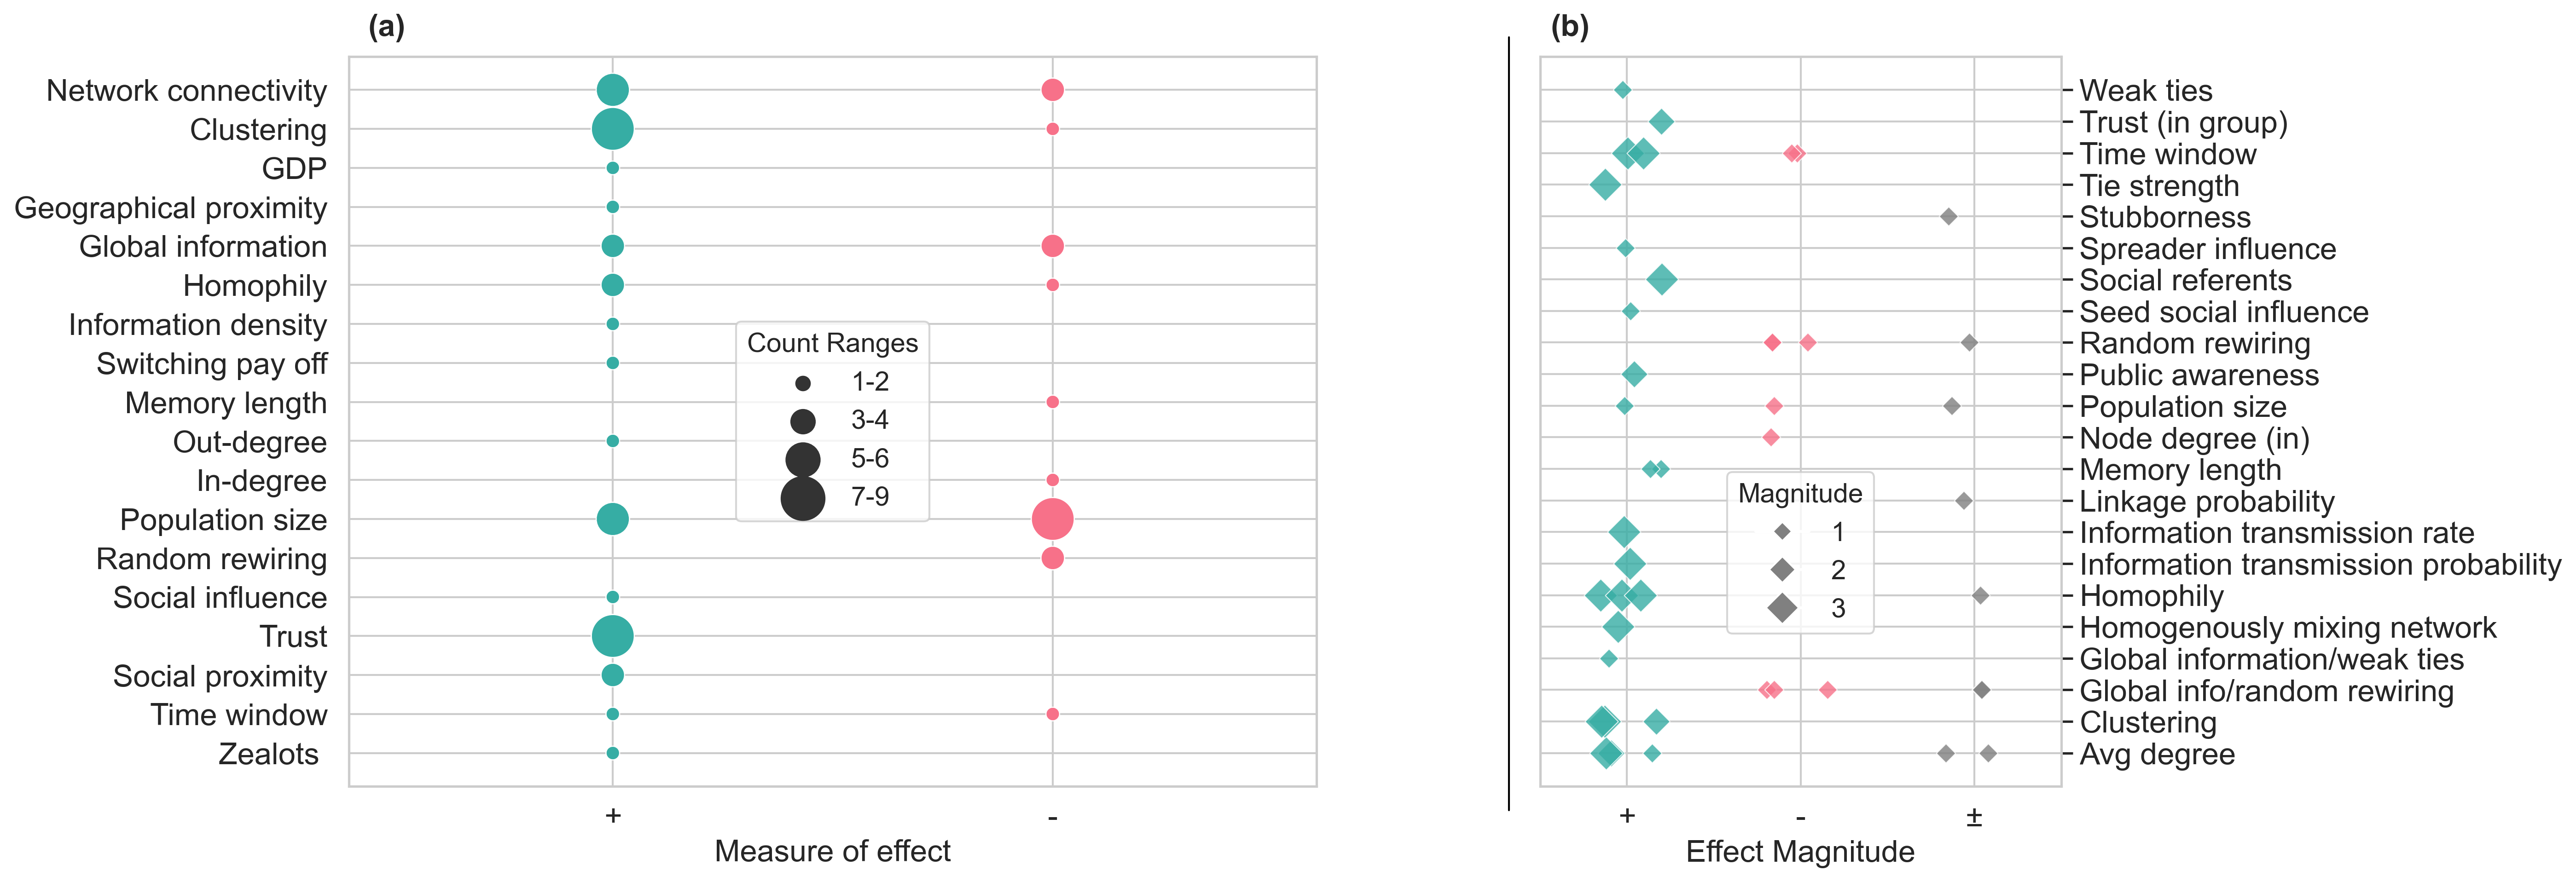 (a)
Network connectivity
Clustering
GDP
Geographical proximity
Global information
Homophily
Information density
Switching pay off
Memory length
Out-degree
In-degree
Population size
Random rewiring
Social influence
Trust
Social proximity
Time window
Zealots
Count Ranges
1-2
3-4
5-6
7-9
+
-
Measure of effect
(b)
Weak ties
Trust (in group)
Time window
Tie strength
Stubborness
Spreader influence
Social referents
Seed social influence
Random rewiring
Public awareness
Population size
Node degree (in)
Memory length
Linkage probability
Information transmission rate
Information transmission probability
Homophily
Homogenously mixing network
Global information/weak ties
Global info/random rewiring
Clustering
Avg degree
Magnitude
1
2
3
+
-
±
Effect Magnitude